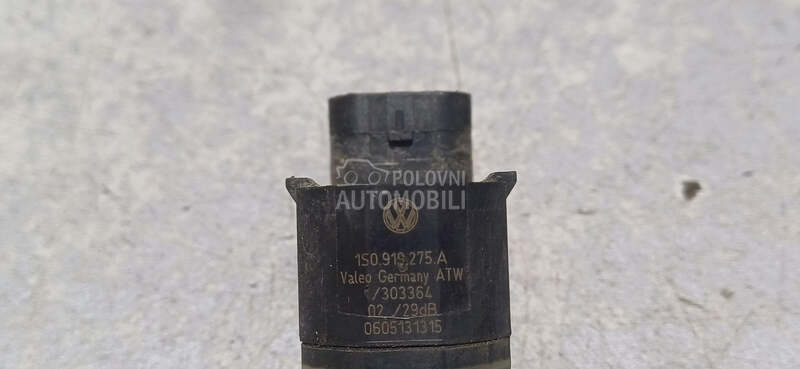 POLOVNI
AUTOMOBILI
1S0.919.275.A
Valeo Germany ATW
/303364
02 /29dB
0605131315